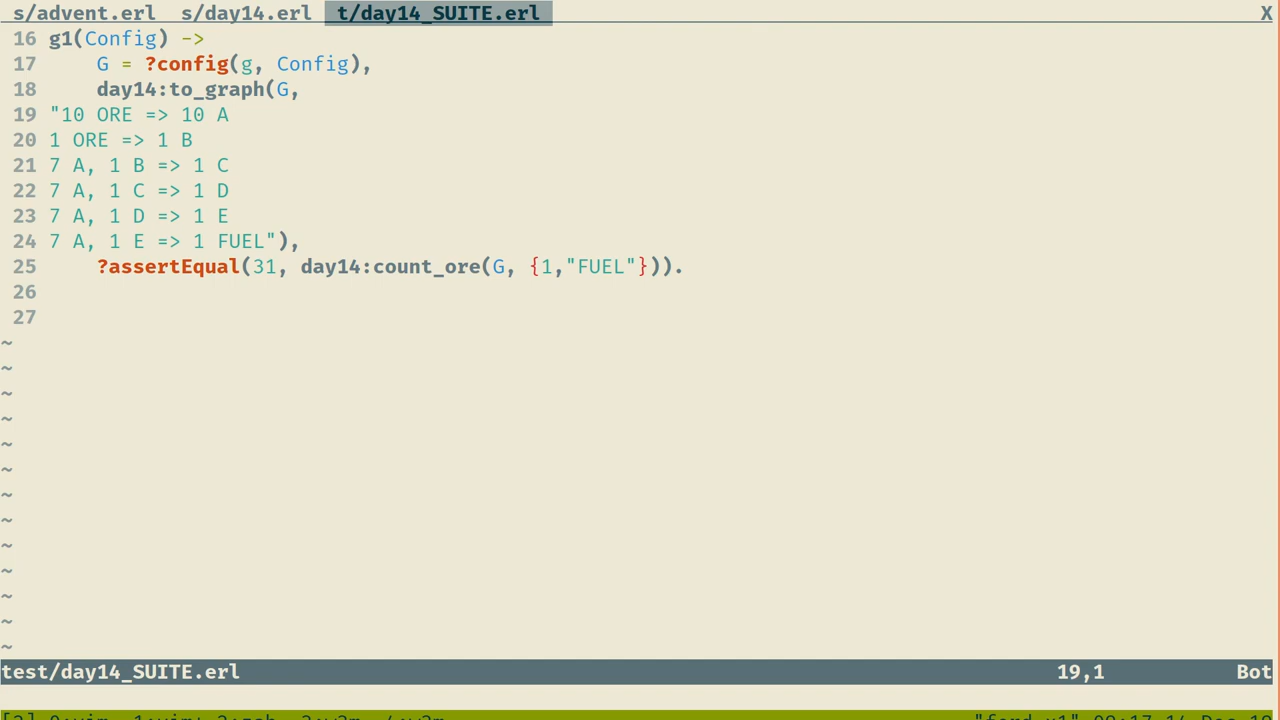 s/advent.erl s/day14.erl t/day14_SUITE.erl X
16 g1(Config) ->
17     G = ?config(g, Config),
18     day14:to_graph(G,
19 "10 ORE => 10 A
20 1 ORE => 1 B
21 7 A, 1 B => 1 C
22 7 A, 1 C => 1 D
23 7 A, 1 D => 1 E
24 7 A, 1 E => 1 FUEL"),
25     ?assertEqual(31, day14:count_ore(G, {1,"FUEL"})).
26
27
~
~
~
~
~
~
~
~
~
~
~
~
~
test/day14_SUITE.erl 19,1 Bot